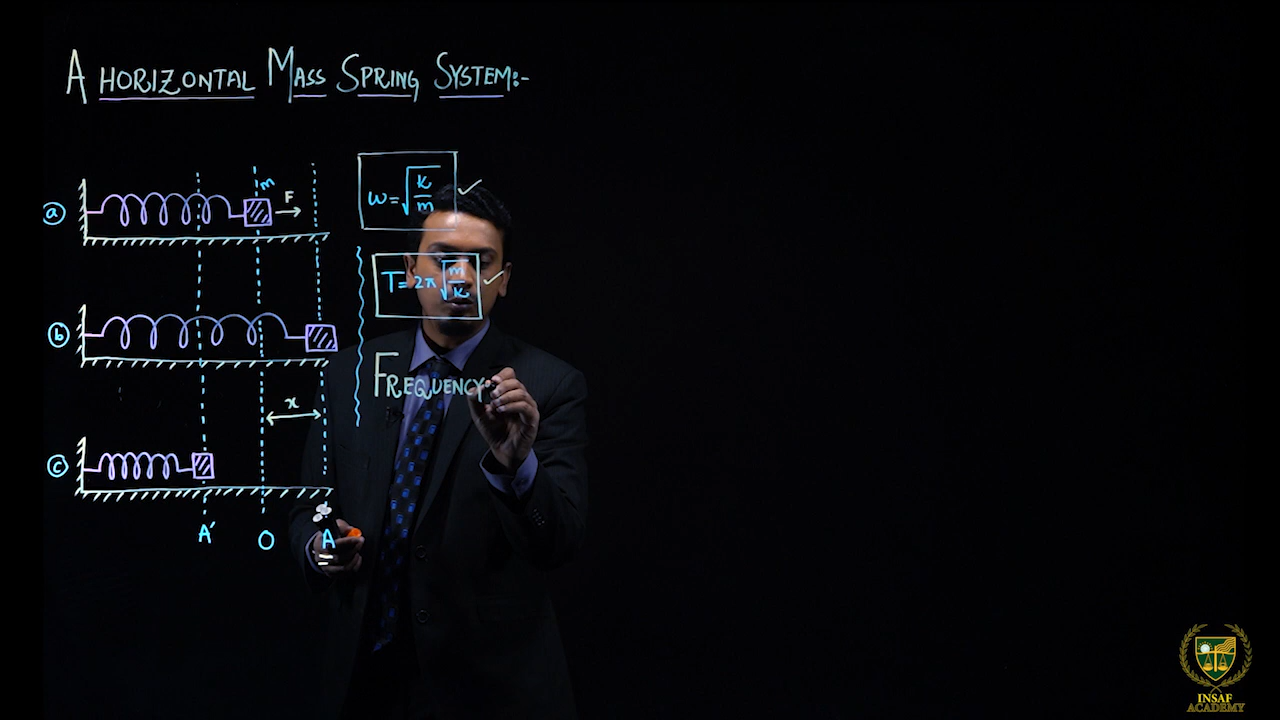 A HORIZONTAL MASS SPRING SYSTEM:-
a
m
F
b
x
c
A'
O
A
ω=√k/m ✓
T=2π√m/k ✓
FREQUENCY:
INSAF
ACADEMY